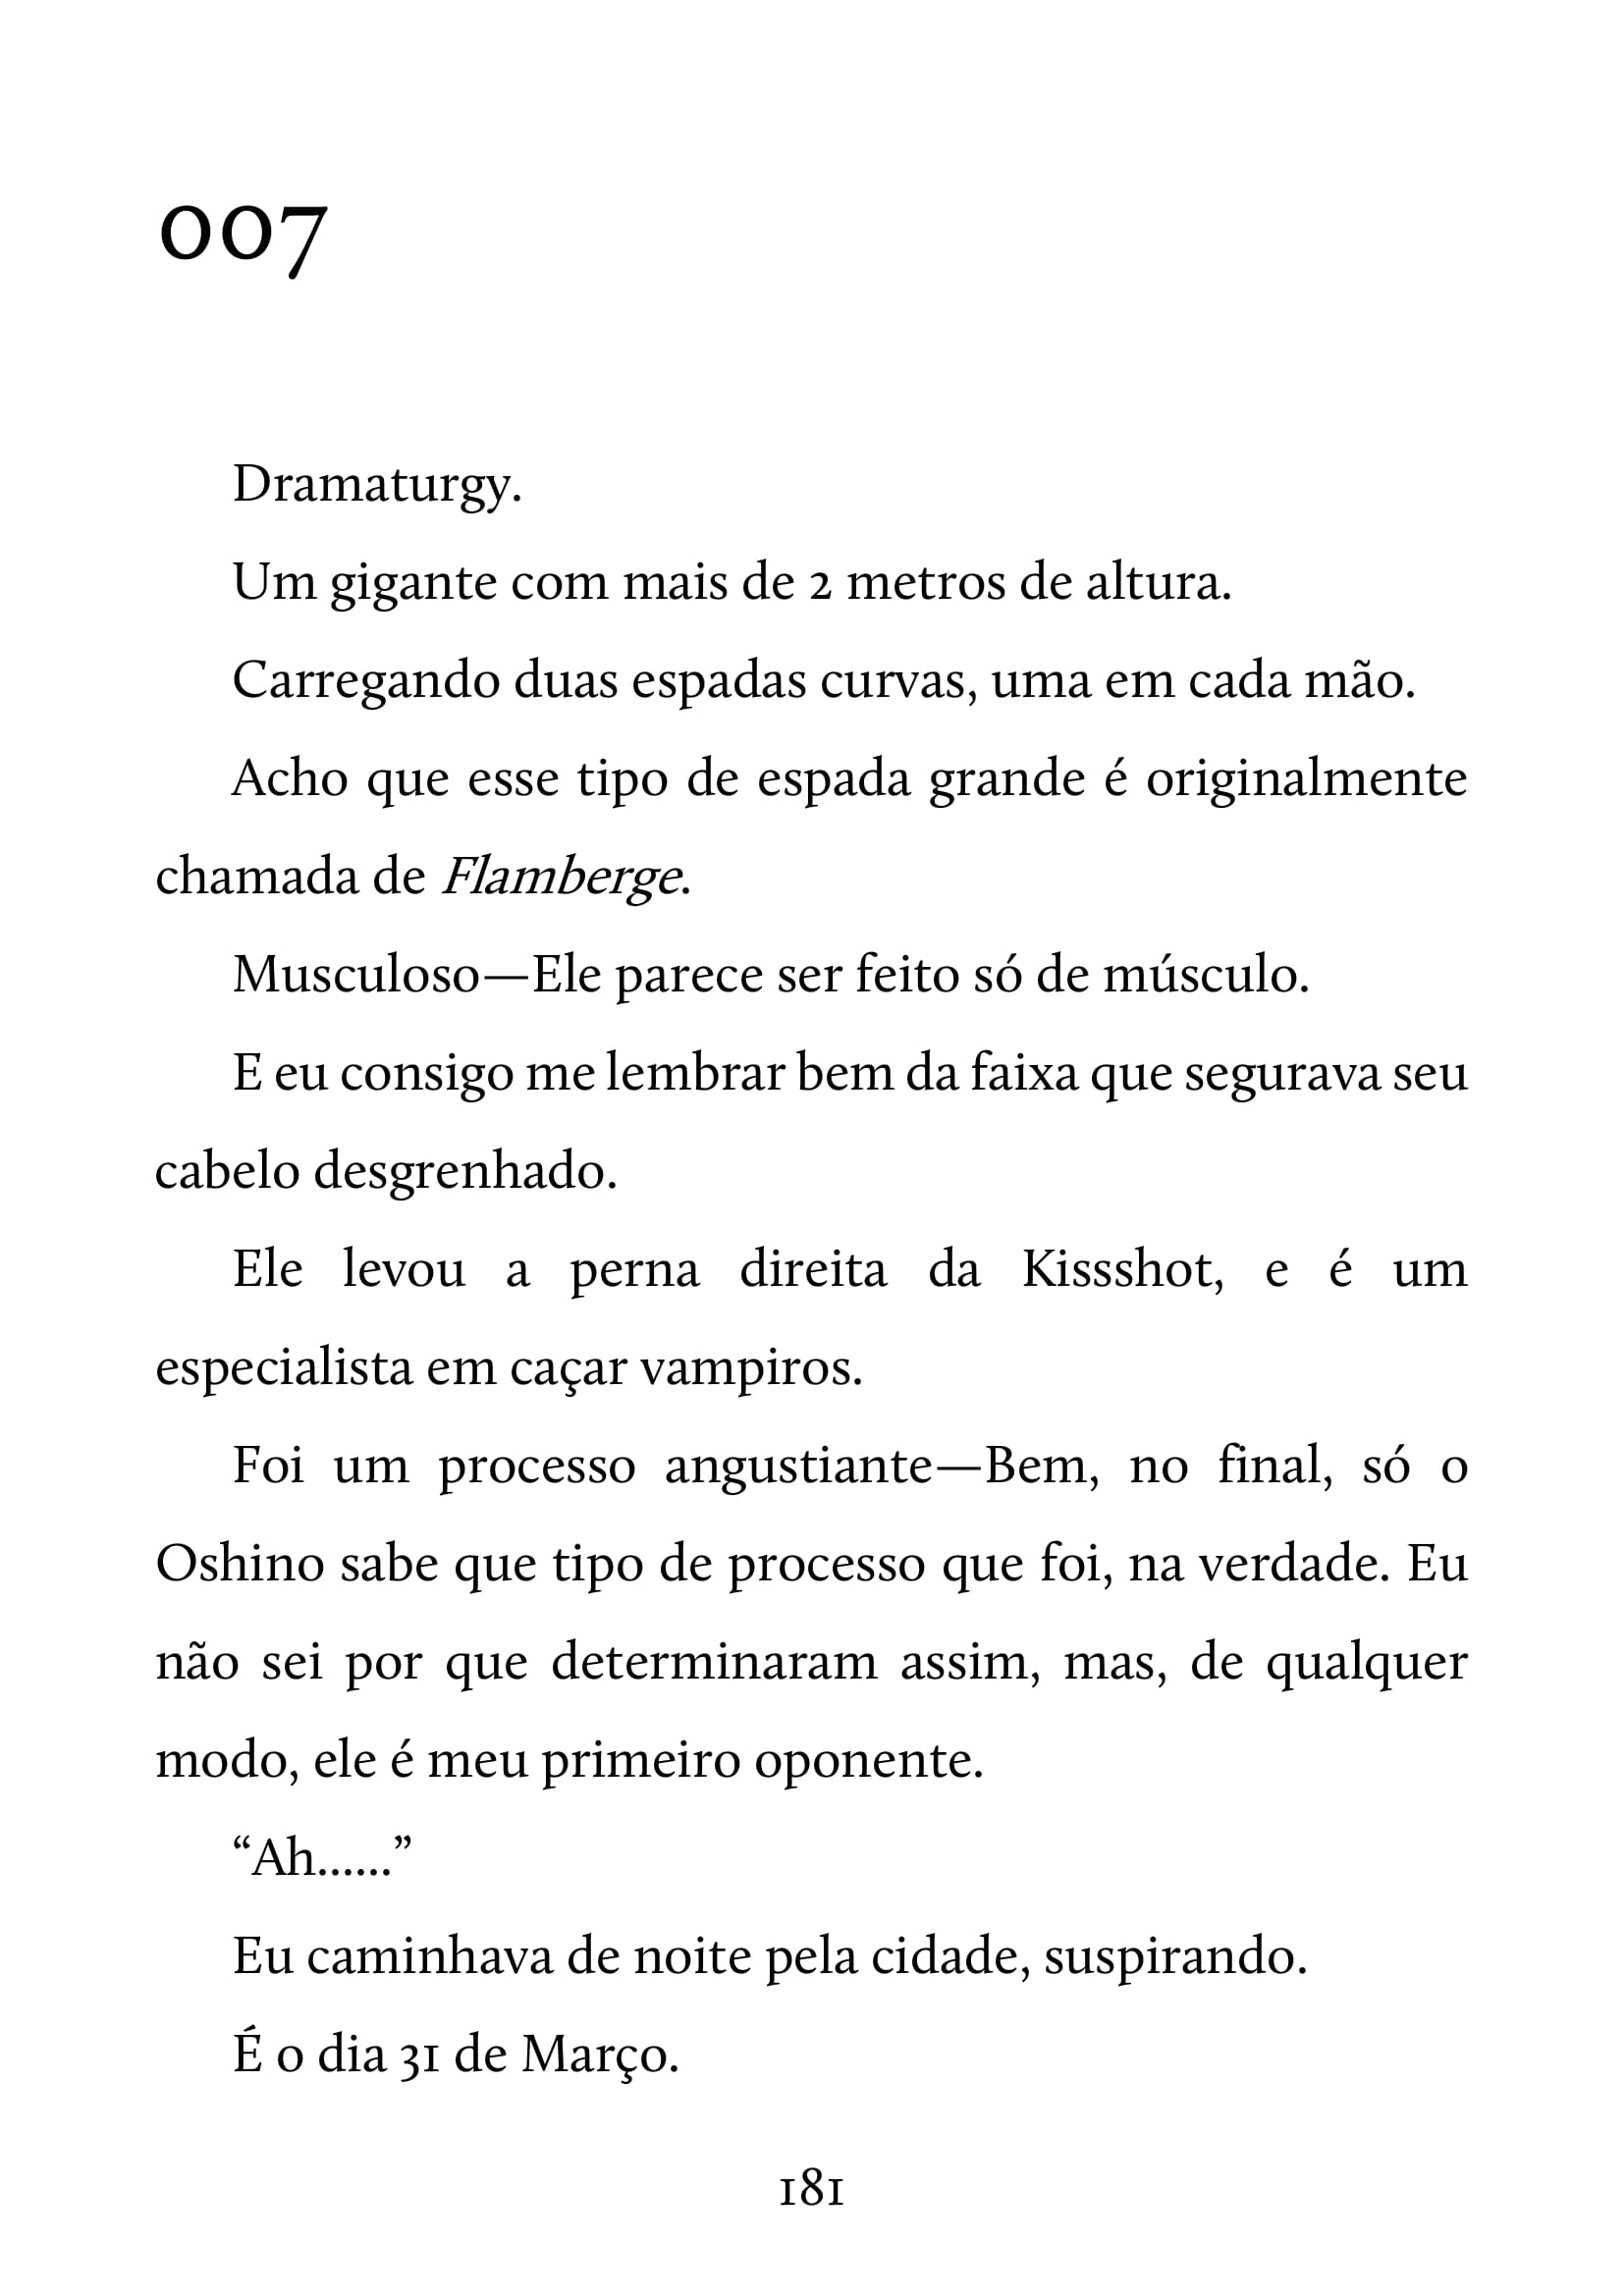 007
Dramaturgy.
Um gigante com mais de 2 metros de altura.
Carregando duas espadas curvas, uma em cada mão.
Acho que esse tipo de espada grande é originalmente
chamada de Flamberge.
Musculoso—Ele parece ser feito só de músculo.
E eu consigo me lembrar bem da faixa que segurava seu
cabelo desgrenhado.
Ele levou a perna direita da Kissshot, e é um
especialista em caçar vampiros.
Foi um processo angustiante—Bem, no final, só o
Oshino sabe que tipo de processo que foi, na verdade. Eu
não sei por que determinaram assim, mas, de qualquer
modo, ele é meu primeiro oponente.
“Ah......”
Eu caminhava de noite pela cidade, suspirando.
É o dia 31 de Março.
181